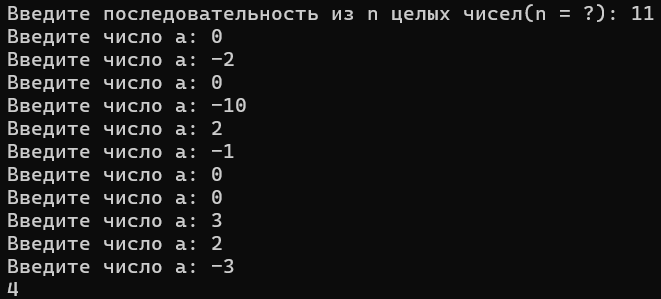 Введите последовательность из n целых чисел(n = ?): 11
Введите число a: 0
Введите число a: -2
Введите число a: 0
Введите число a: -10
Введите число a: 2
Введите число a: -1
Введите число a: 0
Введите число a: 0
Введите число a: 3
Введите число a: 2
Введите число a: -3
4